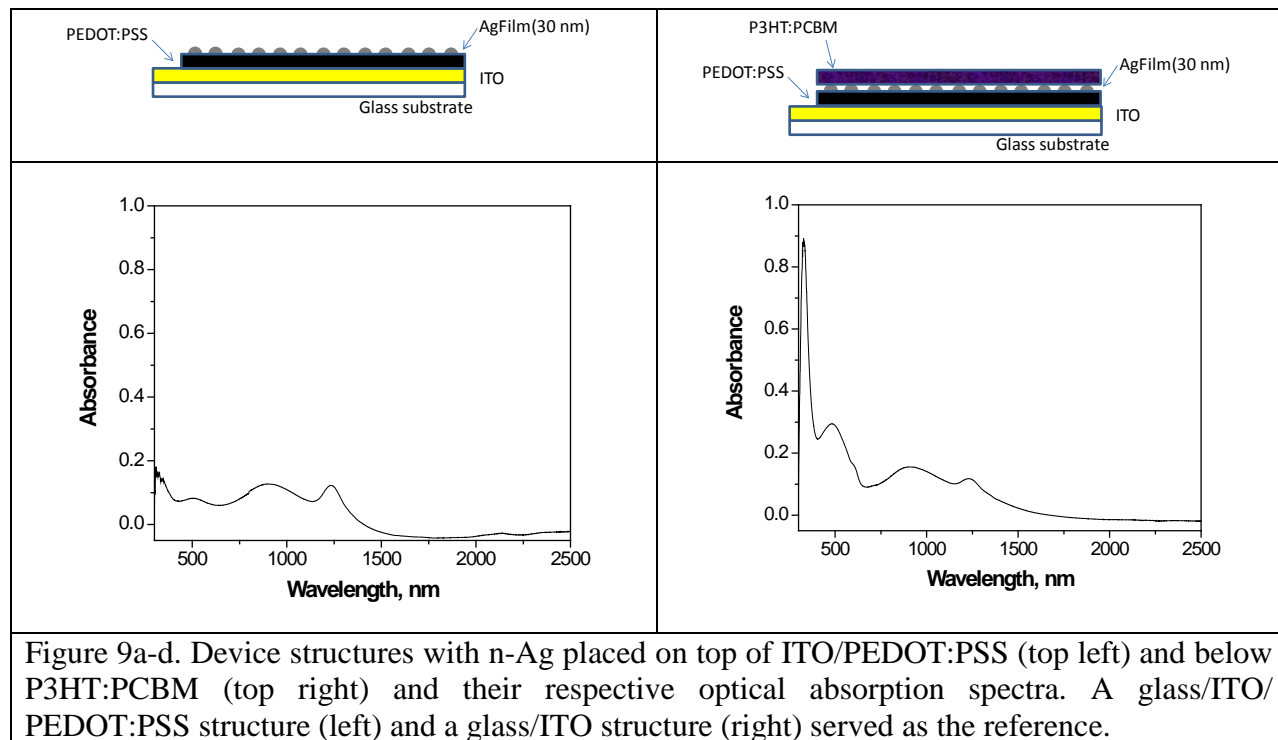 PEDOT:PSS
AgFilm(30 nm)
ITO
Glass substrate
P3HT:PCBM
PEDOT:PSS
AgFilm(30 nm)
ITO
Glass substrate
1.0
0.8
0.6
0.4
0.2
0.0
Absorbance
500 1000 1500 2000 2500
Wavelength, nm
1.0
0.8
0.6
0.4
0.2
0.0
Absorbance
500 1000 1500 2000 2500
Wavelength, nm
Figure 9a-d. Device structures with n-Ag placed on top of ITO/PEDOT:PSS (top left) and below
P3HT:PCBM (top right) and their respective optical absorption spectra. A glass/ITO/
PEDOT:PSS structure (left) and a glass/ITO structure (right) served as the reference.